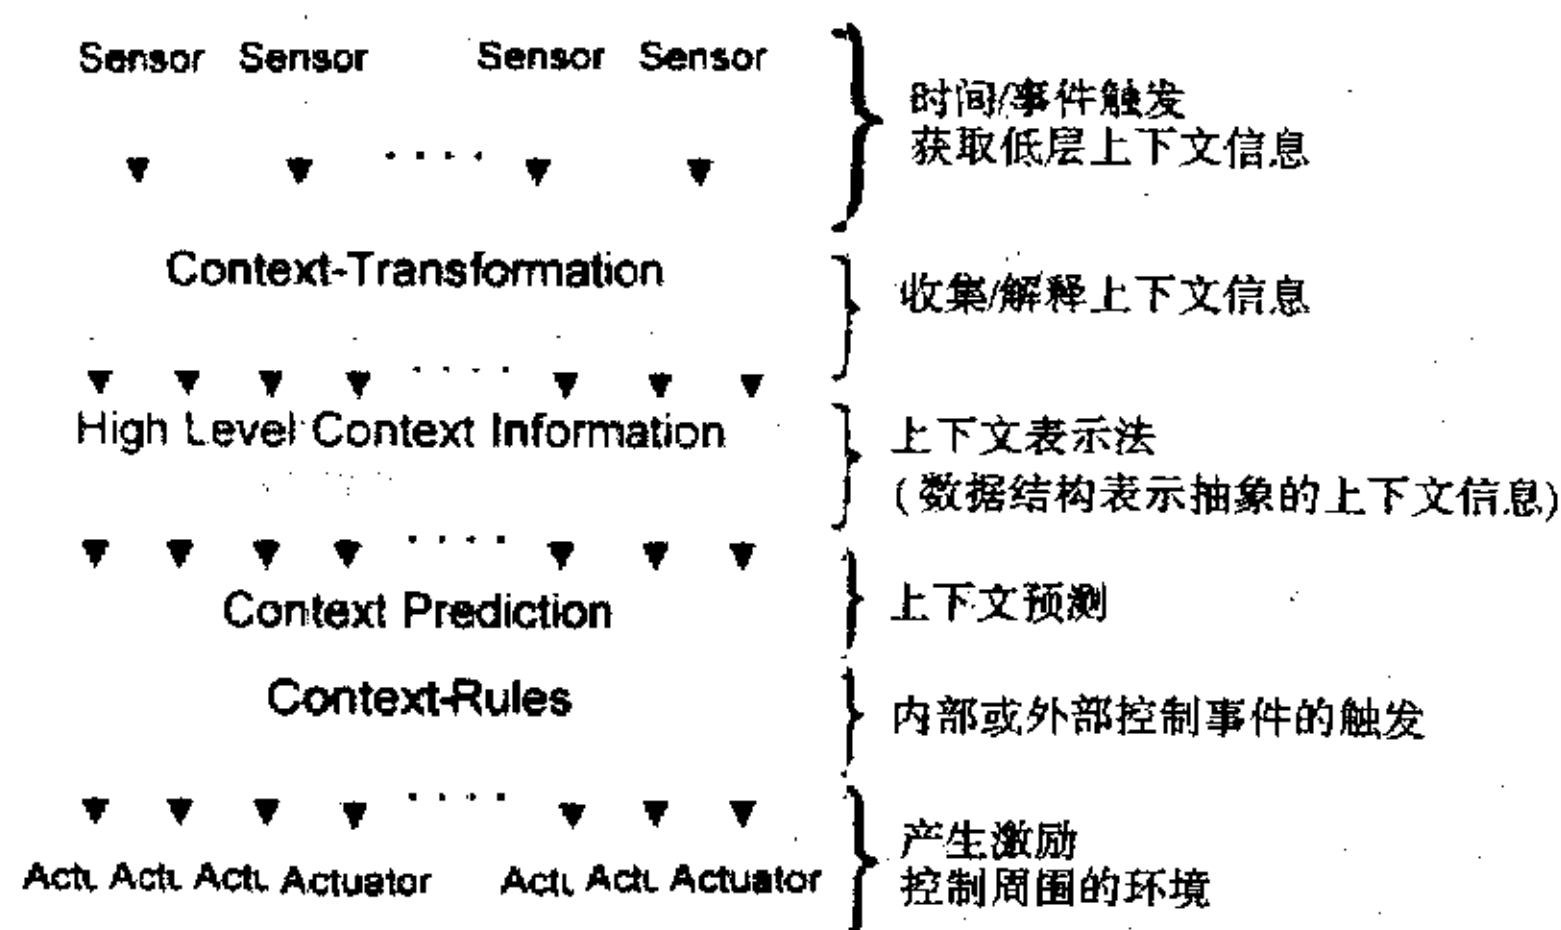 Sensor Sensor Sensor Sensor
时间/事件触发
获取低层上下文信息
Context-Transformation
收集/解释上下文信息
High Level Context Information
上下文表示法
(数据结构表示抽象的上下文信息)
Context Prediction
上下文预测
Context-Rules
内部或外部控制事件的触发
产生激励
控制周围的环境
Actu Actu Actu Actuator Actu Actu Actuator